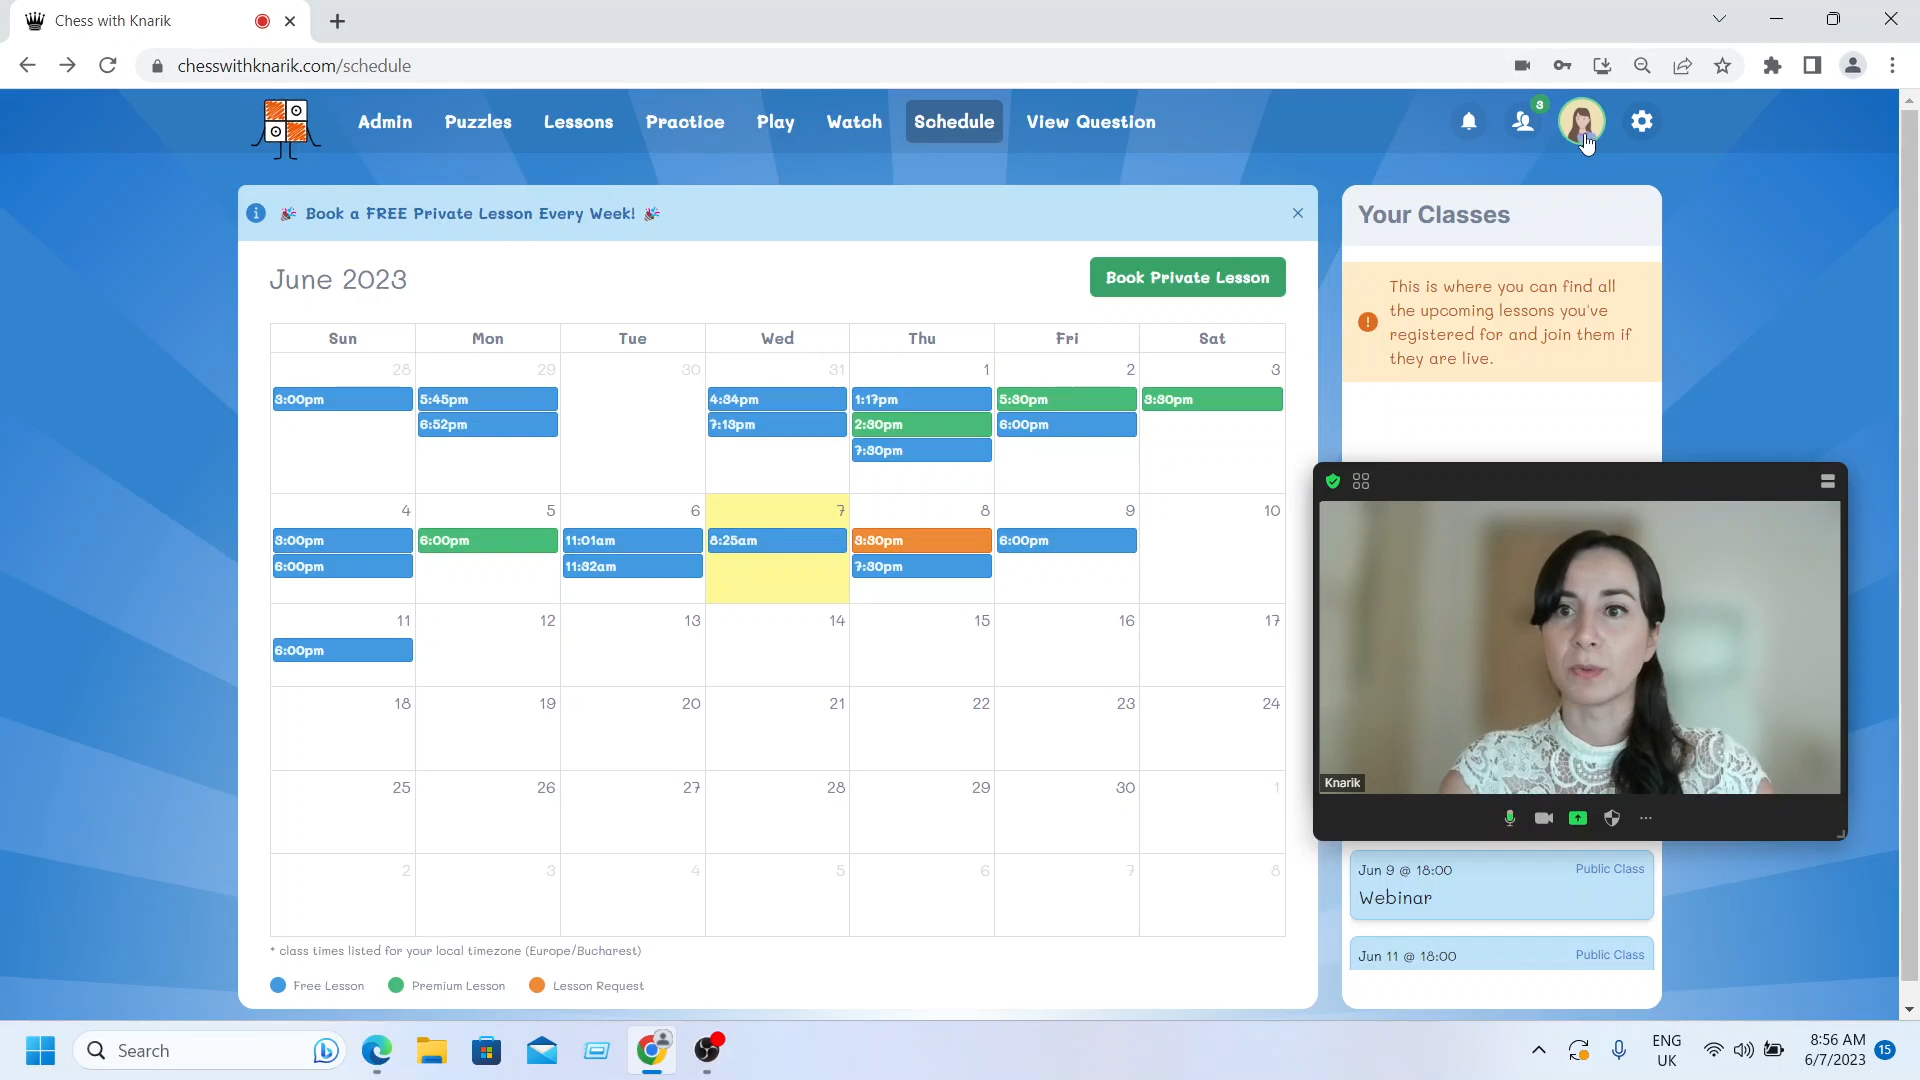 Chess with Knarik
chesswithknarik.com/schedule
Admin Puzzles Lessons Practice Play Watch Schedule View Question
3
Book a FREE Private Lesson Every Week!
Your Classes
This is where you can find all
the upcoming lessons you've
registered for and join them if
they are live.
June 2023
Book Private Lesson
Sun Mon Tue Wed Thu Fri Sat
28 29 30 31 1 2 3
3:00pm 5:45pm 4:34pm 1:17pm 5:30pm 3:30pm
6:52pm 7:13pm 2:30pm 6:00pm
7:30pm
4 5 6 7 8 9 10
3:00pm 6:00pm 11:01am 8:25am 3:30pm 6:00pm
6:00pm 11:32am 7:30pm
11 12 13 14 15 16 17
6:00pm
18 19 20 21 22 23 24
25 26 27 28 29 30 1
2 3 4 5 6 7 8
* class times listed for your local timezone (Europe/Bucharest)
Free Lesson Premium Lesson Lesson Request
Knarik
Jun 9 @ 18:00 Public Class
Webinar
Jun 11 @ 18:00 Public Class
Search
ENG
UK
8:56 AM
6/7/2023
15